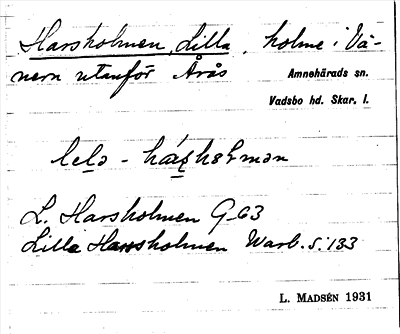 Harsholmen, Lilla, holme i Vä-
nern utanför Årås
Amnehärads sn.
Vadsbo hd. Skar. l.
L. Harsholmen G 63
Lilla Harsholmen Warb. s. 133
L. MADSÉN 1931